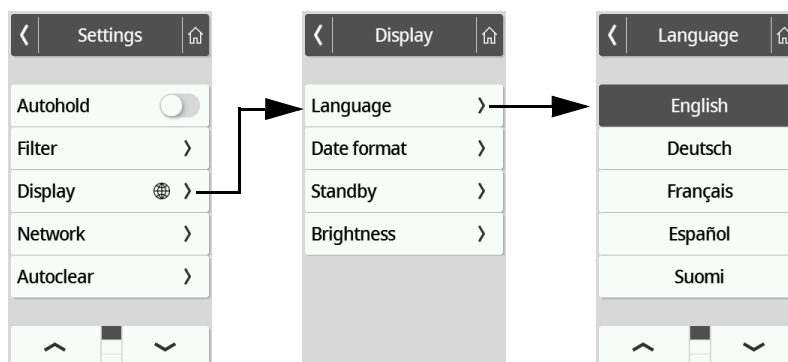 Settings
Autohold
Filter
Display
Network
Autoclear
Display
Language
Date format
Standby
Brightness
Language
English
Deutsch
Français
Español
Suomi